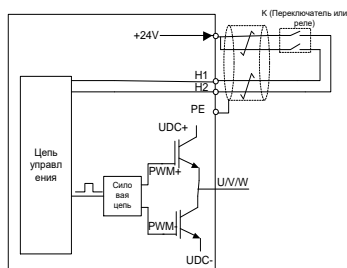 K (Переключатель или
реле)
+24V
H1
H2
PE
UDC+
Цепь
управл
ения
Сило
вая
цепь
PWM+
U/V/W
PWM-
UDC-